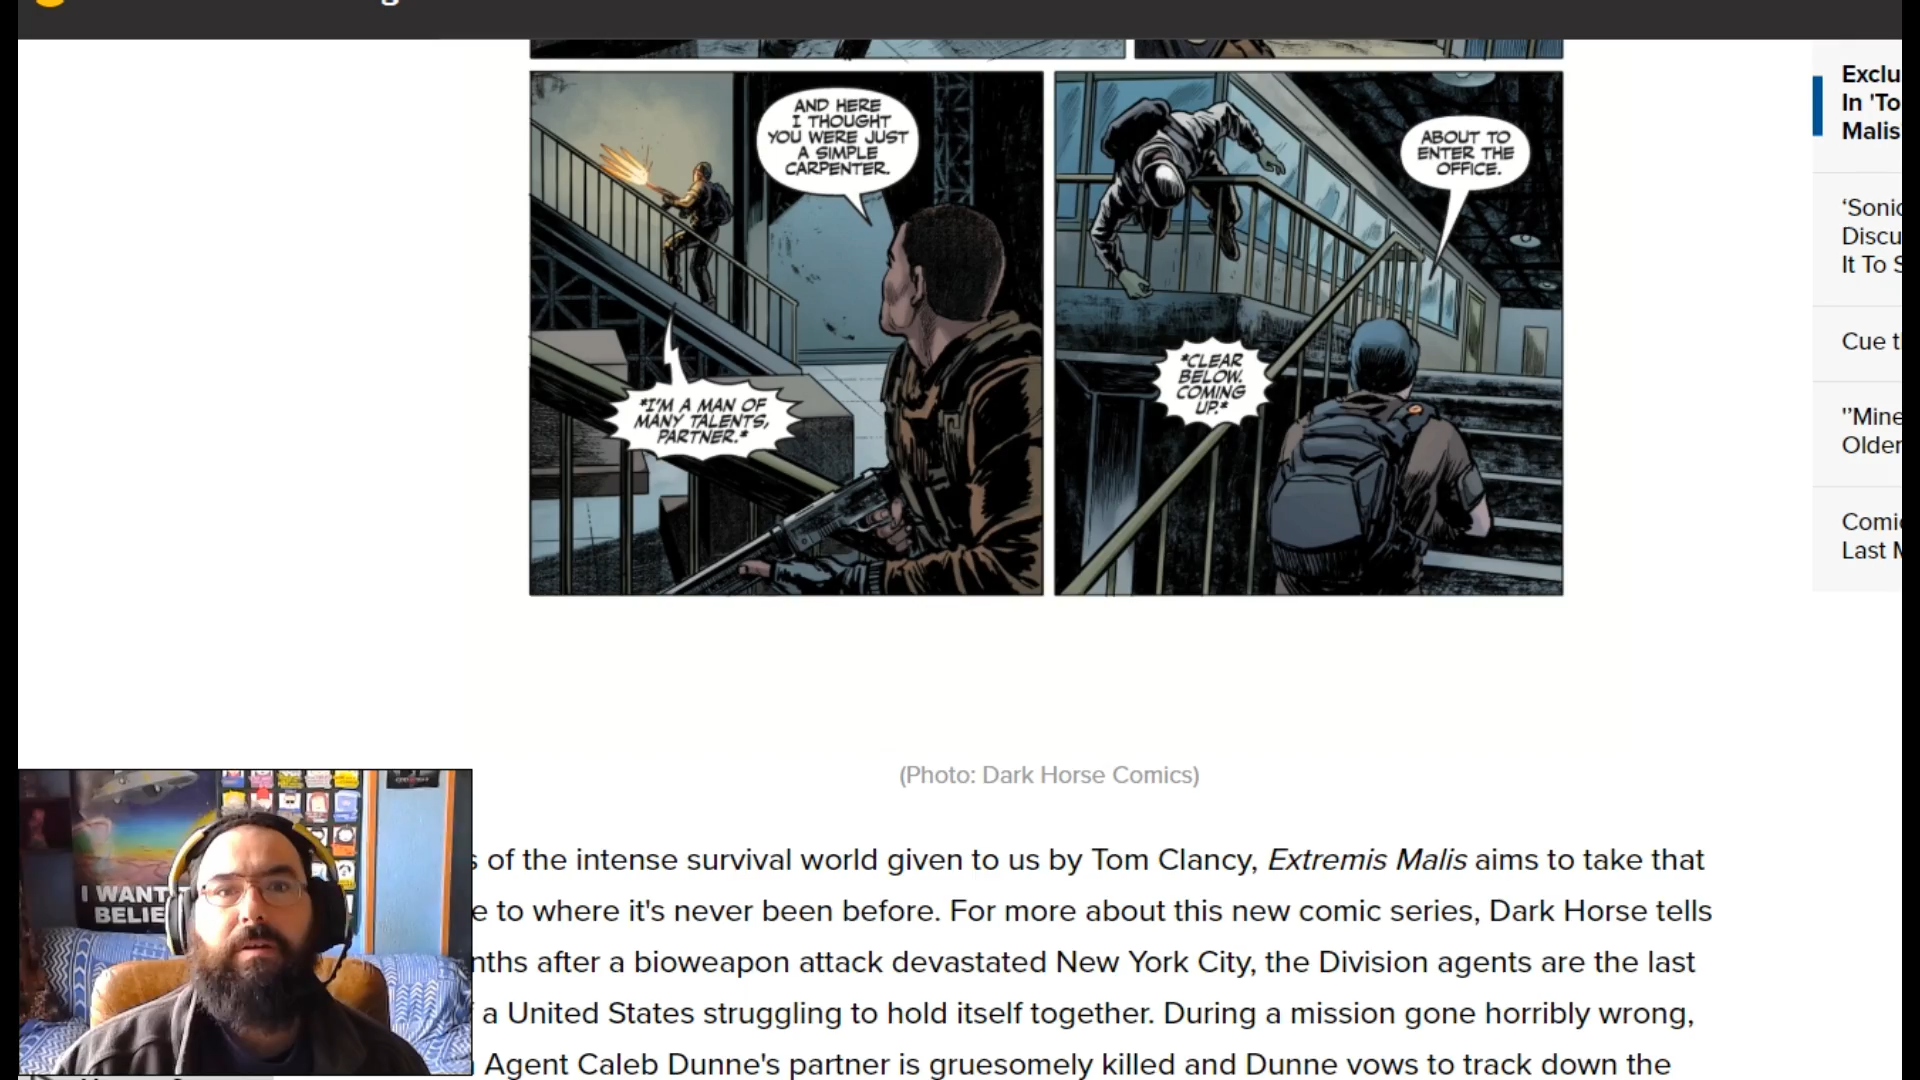 AND HERE
I THOUGHT
YOU WERE JUST
A SIMPLE
CARPENTER.
*I'M A MAN OF
MANY TALENTS,
PARTNER.*
ABOUT TO
ENTER THE
OFFICE.
*CLEAR
BELOW.
COMING
UP.*
(Photo: Dark Horse Comics)
of the intense survival world given to us by Tom Clancy, Extremis Malis aims to take that
to where it's never been before. For more about this new comic series, Dark Horse tells
after a bioweapon attack devastated New York City, the Division agents are the last
a United States struggling to hold itself together. During a mission gone horribly wrong,
Agent Caleb Dunne's partner is gruesomely killed and Dunne vows to track down the
I WANT
BELIE
Exclu
In 'To
Malis
‘Sonic
Discu
It To S
Cue t
"Mine
Older
Comic
Last M